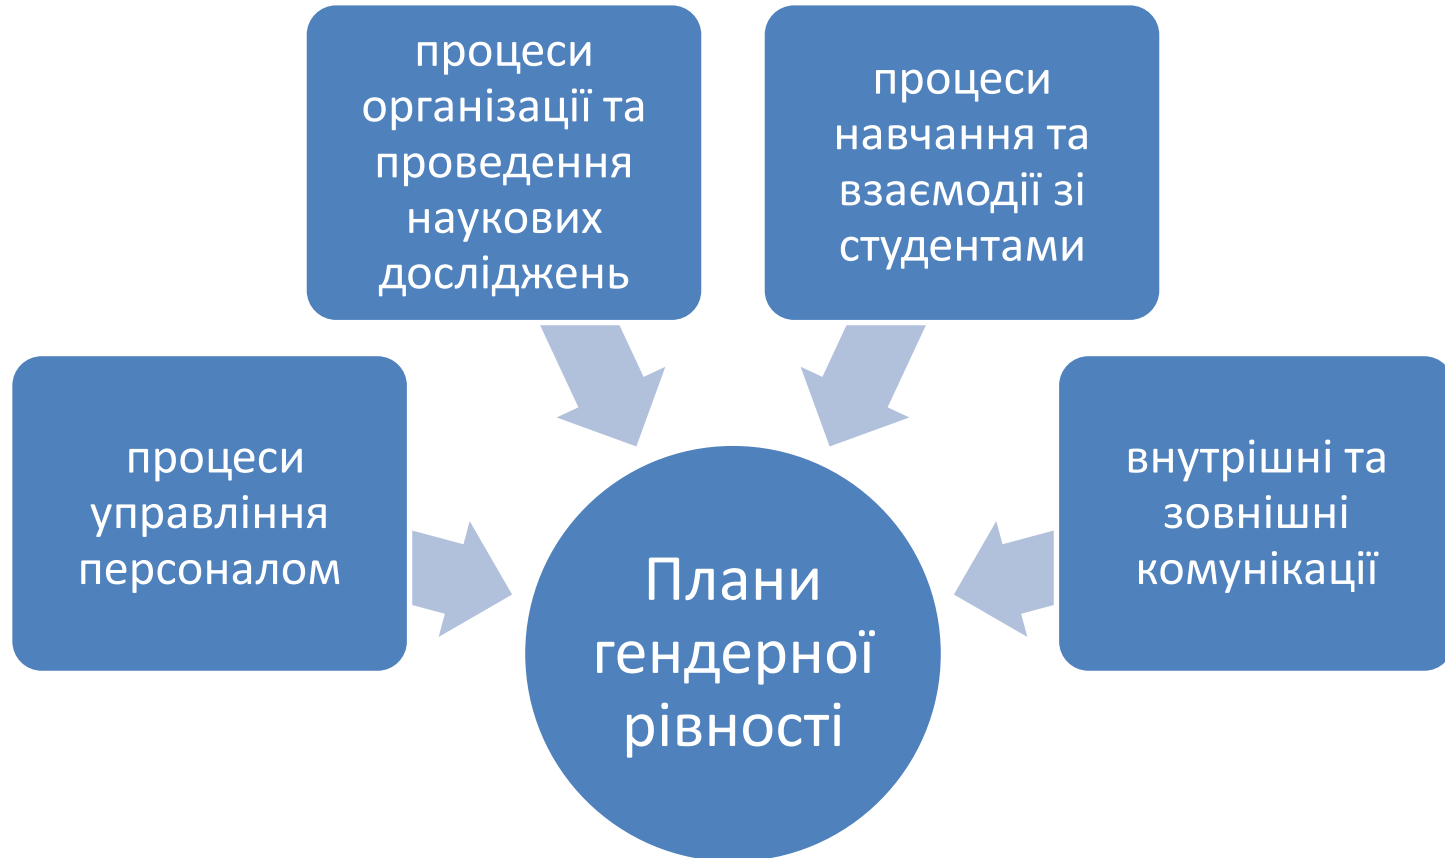 процеси
організації та
проведення
наукових
досліджень
процеси
навчання та
взаємодії зі
студентами
процеси
управління
персоналом
внутрішні та
зовнішні
комунікації
Плани
гендерної
рівності